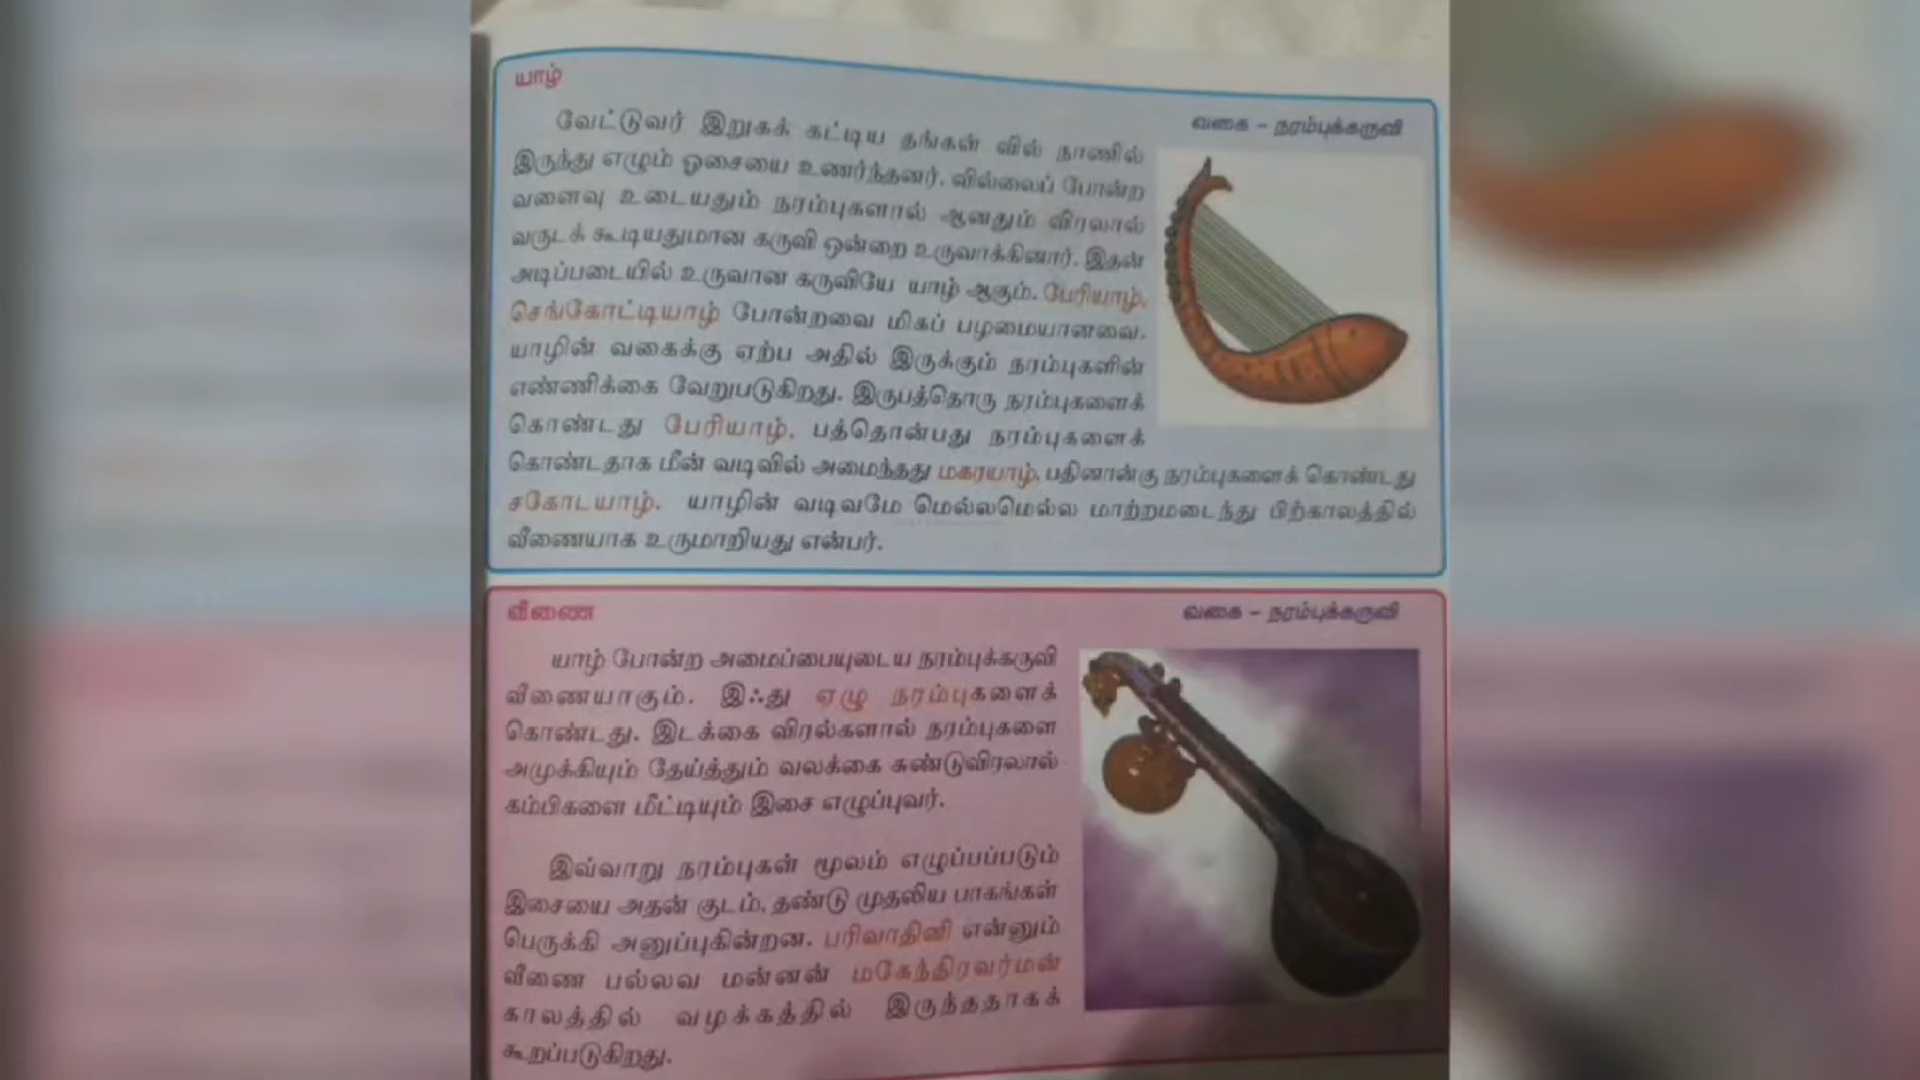 யாழ்
வகை – நரம்புக்கருவி
வேட்டுவர் இறுகக் கட்டிய தங்கள் வில் நாணில்
இருந்து எழும் ஓசையை உணர்ந்தனர். வில்லைப் போன்ற
வளைவு உடையதும் நரம்புகளால் ஆனதும் விரலால்
வருடக் கூடியதுமான கருவி ஒன்றை உருவாக்கினார். இதன்
அடிப்படையில் உருவான கருவியே யாழ் ஆகும். பேரியாழ்,
செங்கோட்டியாழ் போன்றவை மிகப் பழமையானவை.
யாழின் வகைக்கு ஏற்ப அதில் இருக்கும் நரம்புகளின்
எண்ணிக்கை வேறுபடுகிறது. இருபத்தொரு நரம்புகளைக்
கொண்டது பேரியாழ், பத்தொன்பது நரம்புகளைக்
கொண்டதாக மீன் வடிவில் அமைந்தது மகரயாழ், பதினான்கு நரம்புகளைக் கொண்டது
சகோடயாழ். யாழின் வடிவமே மெல்லமெல்ல மாற்றமடைந்து பிற்காலத்தில்
வீணையாக உருமாறியது என்பர்.
வீணை
வகை – நரம்புக்கருவி
யாழ் போன்ற அமைப்பையுடைய நரம்புக்கருவி
வீணையாகும். இஃது ஏழு நரம்புகளைக்
கொண்டது. இடக்கை விரல்களால் நரம்புகளை
அமுக்கியும் தேய்த்தும் வலக்கை சுண்டுவிரலால்
கம்பிகளை மீட்டியும் இசை எழுப்புவர்.
இவ்வாறு நரம்புகள் மூலம் எழுப்பப்படும்
இசையை அதன் குடம், தண்டு முதலிய பாகங்கள்
பெருக்கி அனுப்புகின்றன. பரிவாதினி என்னும்
வீணை பல்லவ மன்னன் மகேந்திரவர்மன்
காலத்தில் வழக்கத்தில் இருந்ததாகக்
கூறப்படுகிறது.